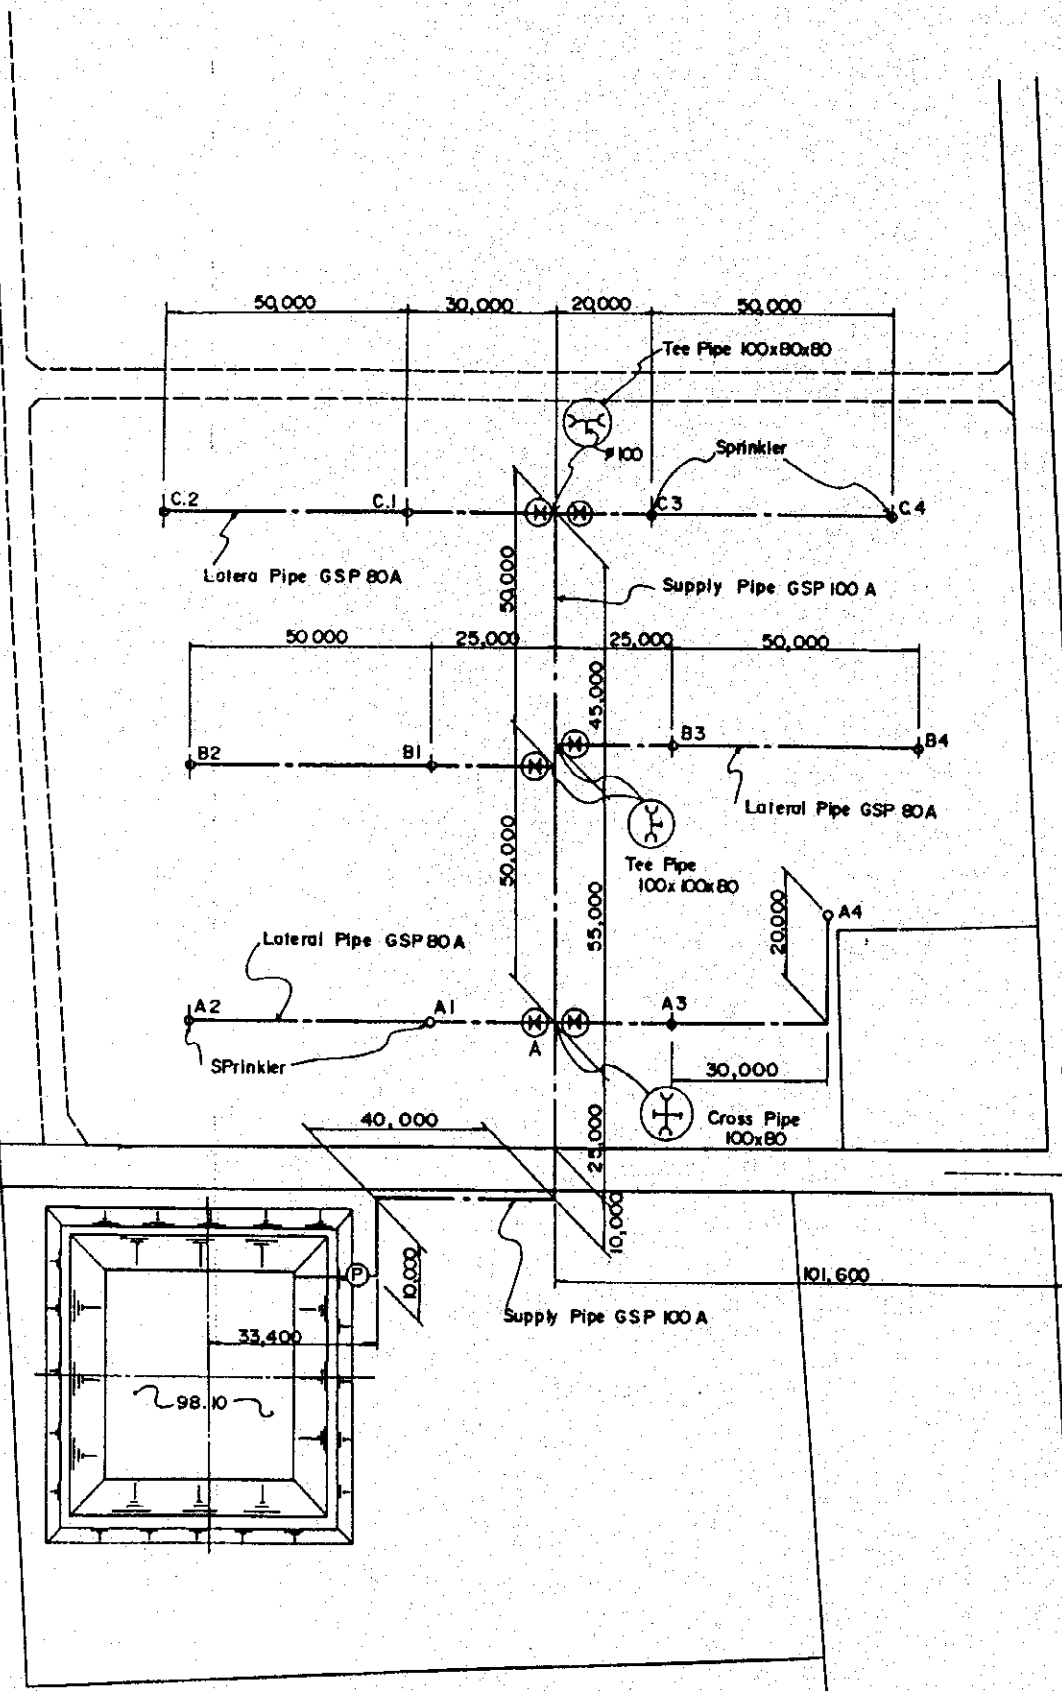 50,000 30,000 20,000 50,000
Tee Pipe 100x80x80
ø100
Sprinkler
C.2 C.1 C3 C.4
Latera Pipe GSP 80A
50,000
Supply Pipe GSP 100 A
50 000 25,000 25,000 50,000
45,000
B2 B1 B3 B4
Lateral Pipe GSP 80A
Tee Pipe
100x100x80
50,000
55,000
20,000
A4
Lateral Pipe GSP 80A
A2 A1 A3
A
SPrinkler
30,000
Cross Pipe
100x80
40,000
25,000
10,000
P
10,000
101,600
Supply Pipe GSP 100 A
33,400
98.10